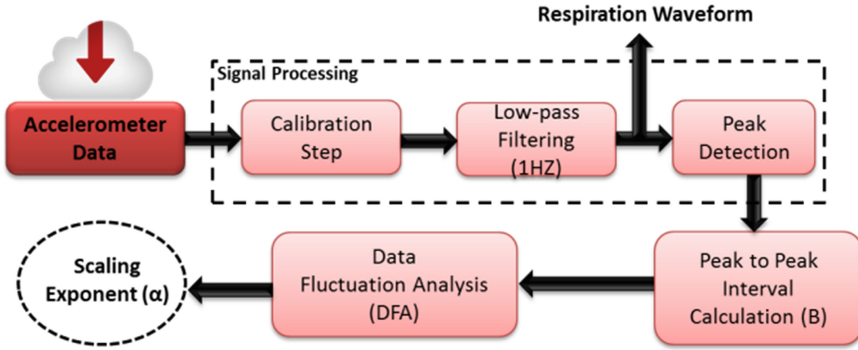 Respiration Waveform
Signal Processing
Accelerometer
Data
Calibration
Step
Low-pass
Filtering
(1HZ)
Peak
Detection
Peak to Peak
Interval
Calculation (B)
Data
Fluctuation Analysis
(DFA)
Scaling
Exponent (α)